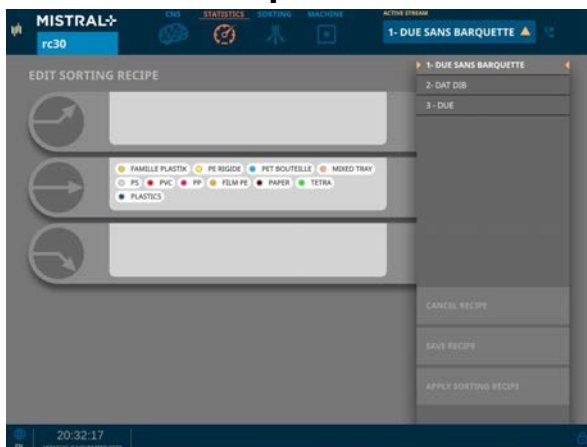 MISTRAL+
rc30
CNS
STATISTICS
SORTING
MACHINE
ACTIVE STREAM
1- DUE SANS BARQUETTE
EDIT SORTING RECIPE
1- DUE SANS BARQUETTE
2- DAT DIB
3 - DUE
FAMILLE PLASTIK PE RIGIDE PET BOUTEILLE MIXED TRAY
PS PVC PP FILM PE PAPER TETRA
PLASTICS
CANCEL RECIPE
SAVE RECIPE
APPLY SORTING RECIPE
20:32:17
EN